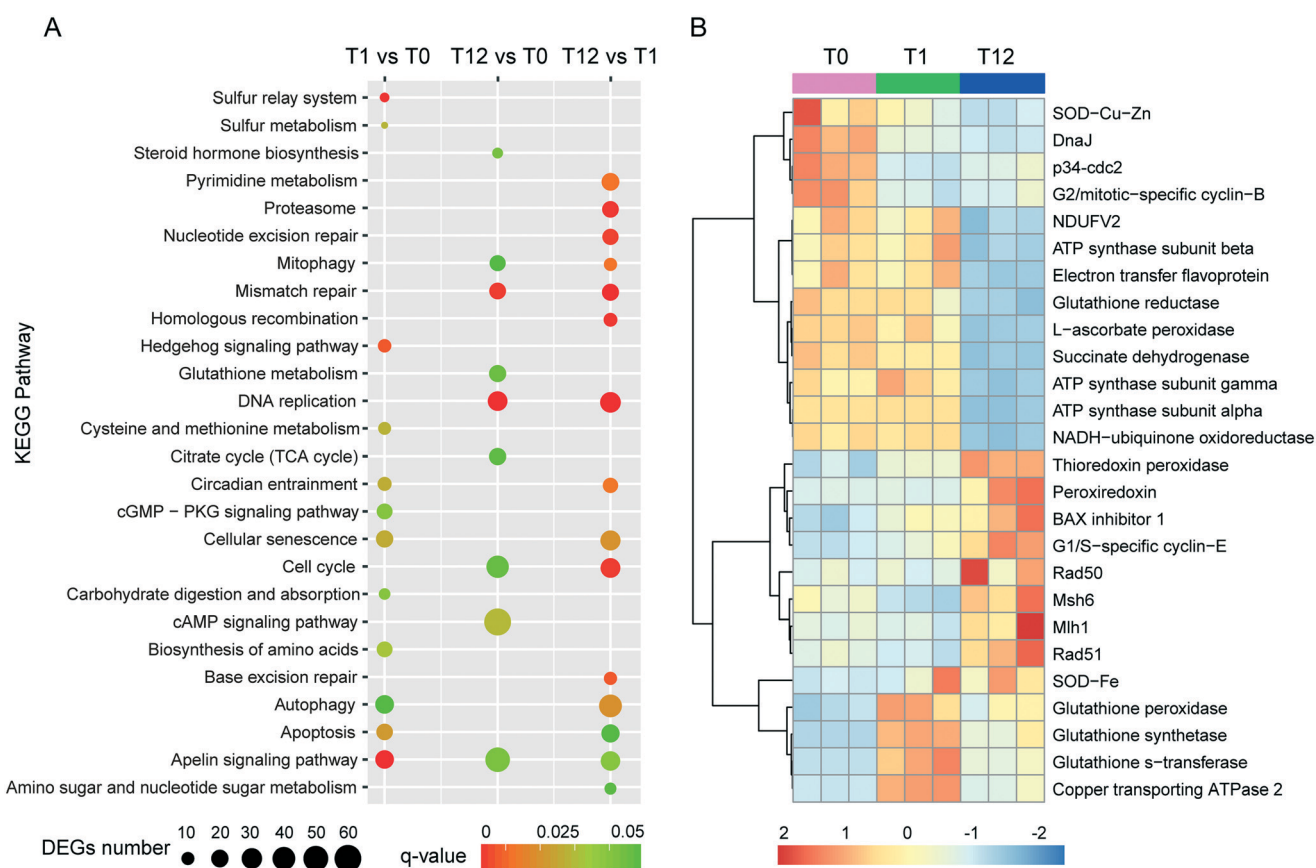 A
T1 vs T0 T12 vs T0 T12 vs T1
KEGG Pathway
Sulfur relay system
Sulfur metabolism
Steroid hormone biosynthesis
Pyrimidine metabolism
Proteasome
Nucleotide excision repair
Mitophagy
Mismatch repair
Homologous recombination
Hedgehog signaling pathway
Glutathione metabolism
DNA replication
Cysteine and methionine metabolism
Citrate cycle (TCA cycle)
Circadian entrainment
cGMP − PKG signaling pathway
Cellular senescence
Cell cycle
Carbohydrate digestion and absorption
cAMP signaling pathway
Biosynthesis of amino acids
Base excision repair
Autophagy
Apoptosis
Apelin signaling pathway
Amino sugar and nucleotide sugar metabolism
DEGs number
10 20 30 40 50 60
q-value
0 0.025 0.05
B
T0 T1 T12
SOD−Cu−Zn
DnaJ
p34-cdc2
G2/mitotic−specific cyclin−B
NDUFV2
ATP synthase subunit beta
Electron transfer flavoprotein
Glutathione reductase
L−ascorbate peroxidase
Succinate dehydrogenase
ATP synthase subunit gamma
ATP synthase subunit alpha
NADH−ubiquinone oxidoreductase
Thioredoxin peroxidase
Peroxiredoxin
BAX inhibitor 1
G1/S−specific cyclin−E
Rad50
Msh6
Mlh1
Rad51
SOD−Fe
Glutathione peroxidase
Glutathione synthetase
Glutathione s−transferase
Copper transporting ATPase 2
2 1 0 -1 -2